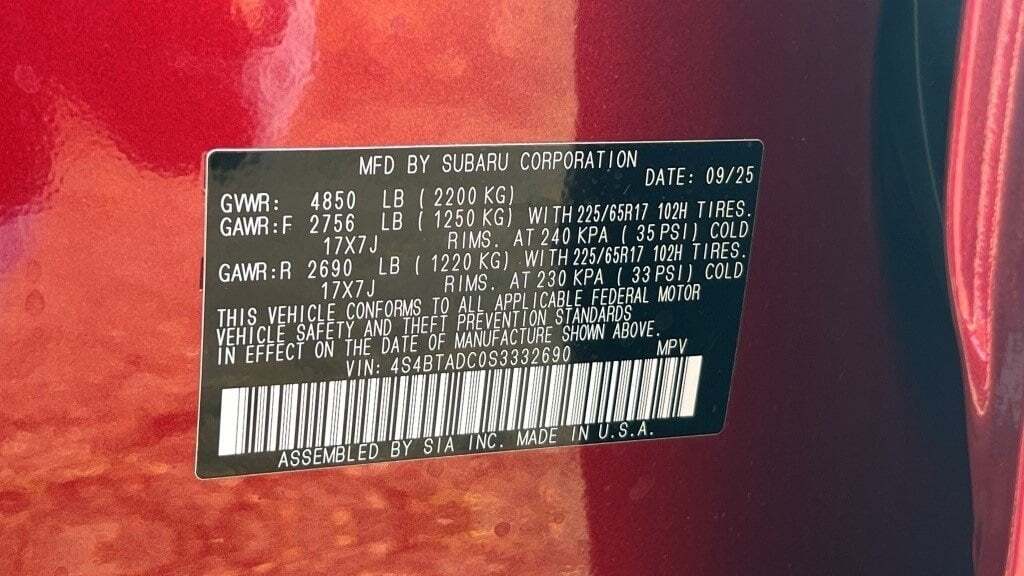 MFD BY SUBARU CORPORATION
DATE: 09/25
GVWR: 4850 LB ( 2200 KG)
GAWR:F 2756 LB ( 1250 KG) WITH 225/65R17 102H TIRES.
17X7J RIMS. AT 240 KPA ( 35 PSI) COLD
GAWR:R 2690 LB ( 1220 KG) WITH 225/65R17 102H TIRES.
17X7J RIMS. AT 230 KPA ( 33 PSI) COLD
THIS VEHICLE CONFORMS TO ALL APPLICABLE FEDERAL MOTOR
VEHICLE SAFETY AND THEFT PREVENTION STANDARDS
IN EFFECT ON THE DATE OF MANUFACTURE SHOWN ABOVE.
VIN: 4S4BTADC0S3332690 MPV
ASSEMBLED BY SIA INC. MADE IN U.S.A.